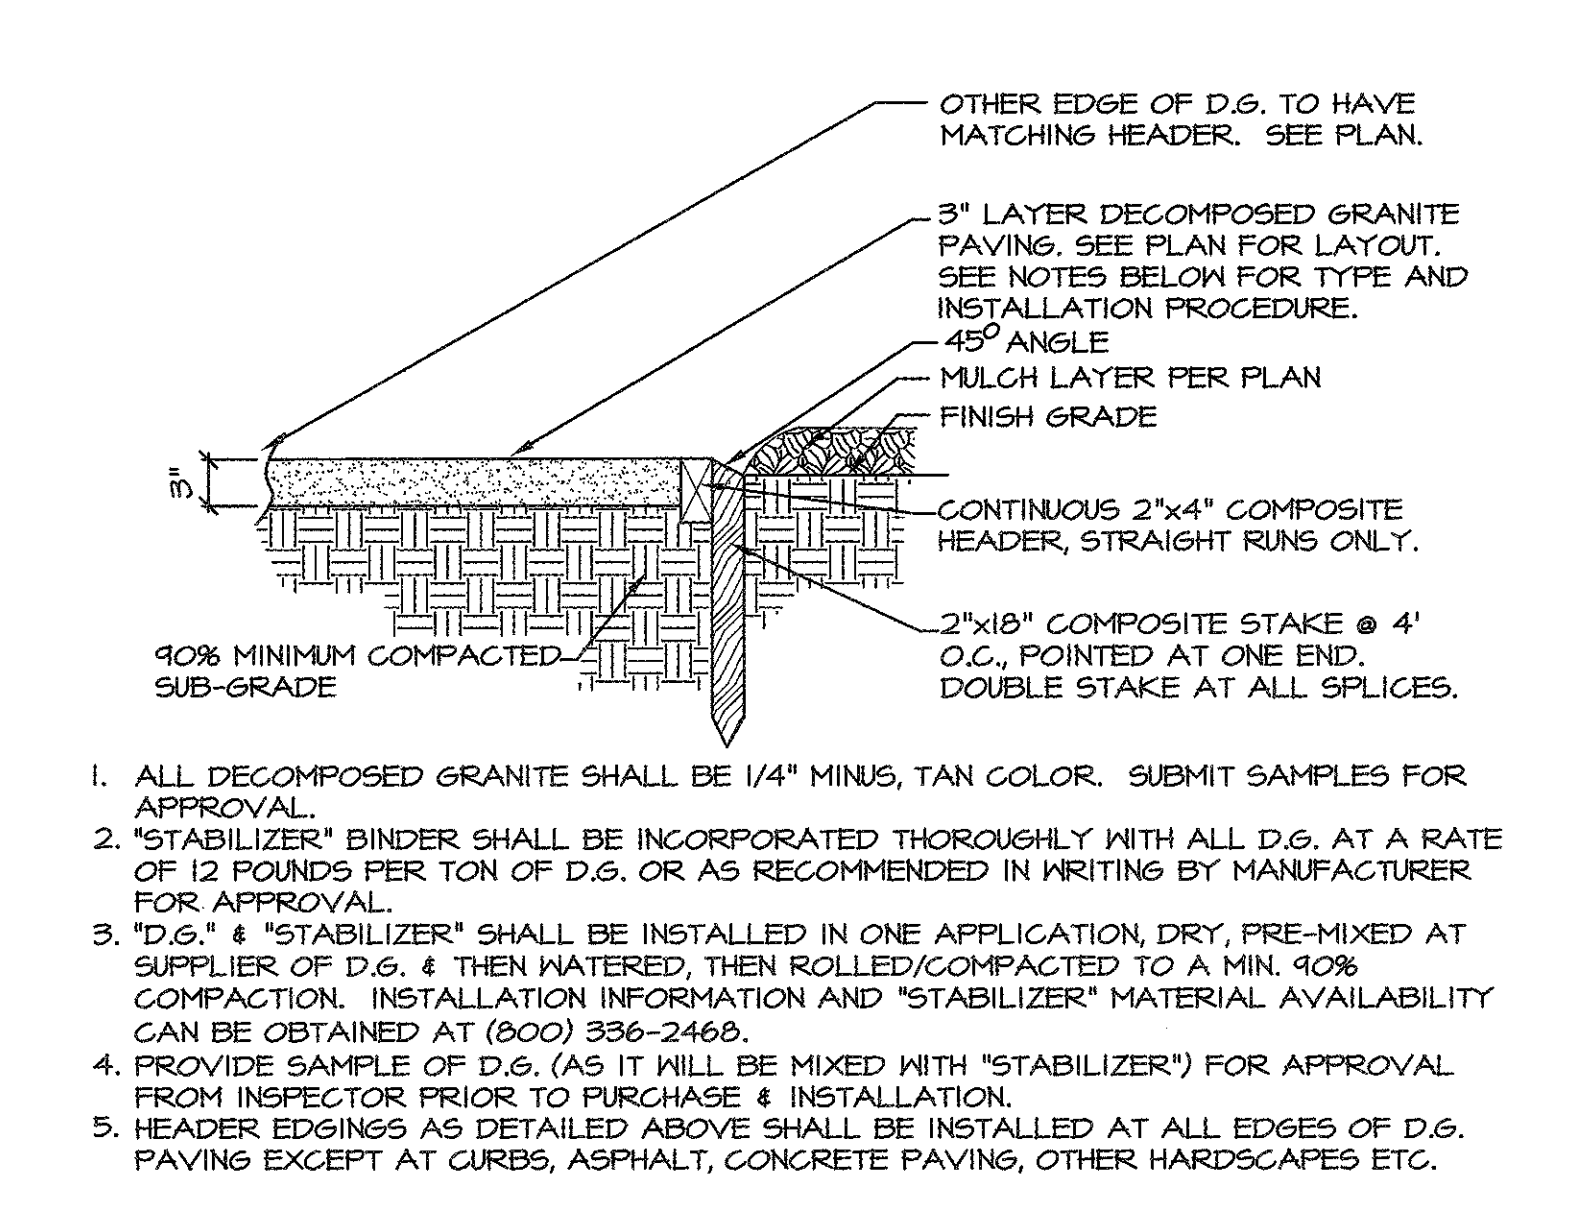 OTHER EDGE OF D.G. TO HAVE
MATCHING HEADER. SEE PLAN.
3" LAYER DECOMPOSED GRANITE
PAVING. SEE PLAN FOR LAYOUT.
SEE NOTES BELOW FOR TYPE AND
INSTALLATION PROCEDURE.
45° ANGLE
MULCH LAYER PER PLAN
FINISH GRADE
3"
CONTINUOUS 2"x4" COMPOSITE
HEADER, STRAIGHT RUNS ONLY.
2"x18" COMPOSITE STAKE @ 4'
O.C., POINTED AT ONE END.
DOUBLE STAKE AT ALL SPLICES.
90% MINIMUM COMPACTED
SUB-GRADE
1. ALL DECOMPOSED GRANITE SHALL BE 1/4" MINUS, TAN COLOR. SUBMIT SAMPLES FOR
APPROVAL.
2. "STABILIZER" BINDER SHALL BE INCORPORATED THOROUGHLY WITH ALL D.G. AT A RATE
OF 12 POUNDS PER TON OF D.G. OR AS RECOMMENDED IN WRITING BY MANUFACTURER
FOR APPROVAL.
3. "D.G." & "STABILIZER" SHALL BE INSTALLED IN ONE APPLICATION, DRY, PRE-MIXED AT
SUPPLIER OF D.G. & THEN WATERED, THEN ROLLED/COMPACTED TO A MIN. 90%
COMPACTION. INSTALLATION INFORMATION AND "STABILIZER" MATERIAL AVAILABILITY
CAN BE OBTAINED AT (800) 336-2468.
4. PROVIDE SAMPLE OF D.G. (AS IT WILL BE MIXED WITH "STABILIZER") FOR APPROVAL
FROM INSPECTOR PRIOR TO PURCHASE & INSTALLATION.
5. HEADER EDGINGS AS DETAILED ABOVE SHALL BE INSTALLED AT ALL EDGES OF D.G.
PAVING EXCEPT AT CURBS, ASPHALT, CONCRETE PAVING, OTHER HARDSCAPES ETC.